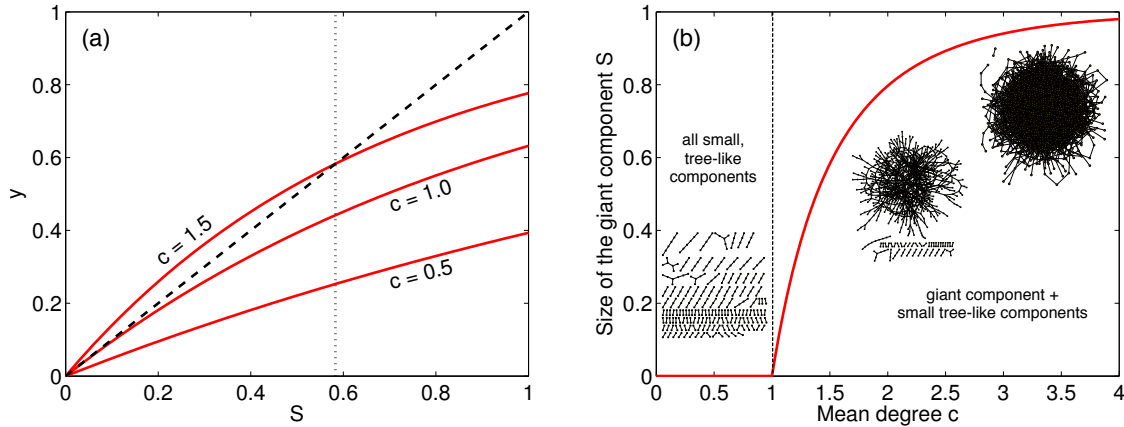 (a)
1
0.8
0.6
0.4
0.2
0
y
c = 1.5
c = 1.0
c = 0.5
0 0.2 0.4 0.6 0.8 1
S
(b)
1
0.8
0.6
0.4
0.2
0
Size of the giant component S
all small,
tree-like
components
giant component +
small tree-like components
0 0.5 1 1.5 2 2.5 3 3.5 4
Mean degree c